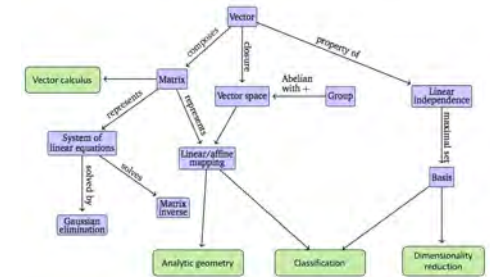 Vector
composes
closure
property of
Vector calculus
Matrix
Abelian
with +
Vector space
Group
Linear
independence
represents
represents
maximal set
System of
linear equations
Linear/affine
mapping
solved by
solves
Basis
Matrix
inverse
Gaussian
elimination
Analytic geometry
Classification
Dimensionality
reduction